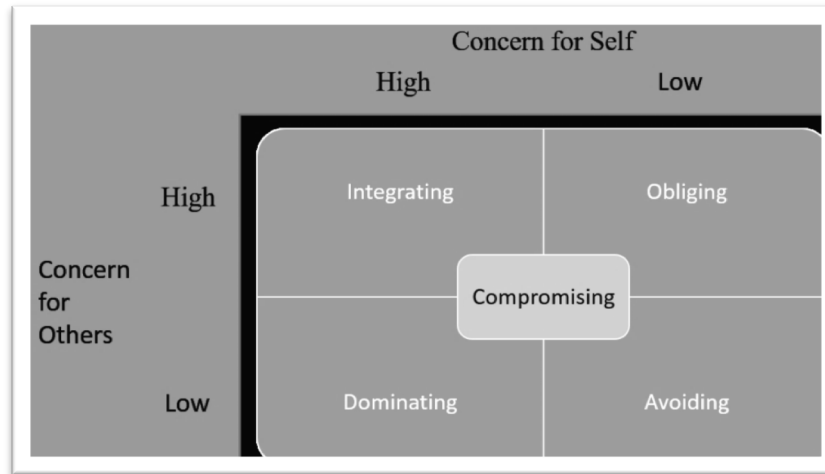 Concern for Self
High Low
High
Integrating Obliging
Concern
for
Others
Compromising
Low
Dominating Avoiding